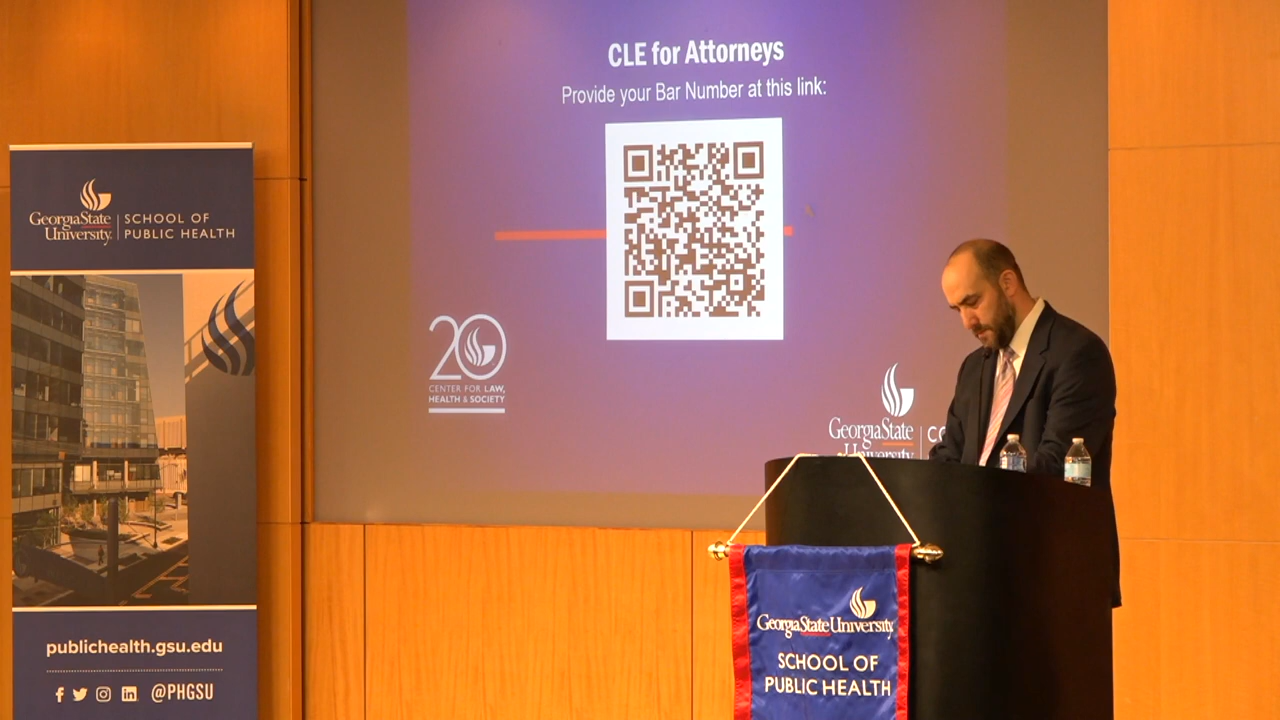 CLE for Attorneys
Provide your Bar Number at this link:
20
CENTER FOR LAW,
HEALTH & SOCIETY
GeorgiaState
University
GeorgiaState
University.
SCHOOL OF
PUBLIC HEALTH
publichealth.gsu.edu
@PHGSU
GeorgiaStateUniversity
SCHOOL OF
PUBLIC HEALTH